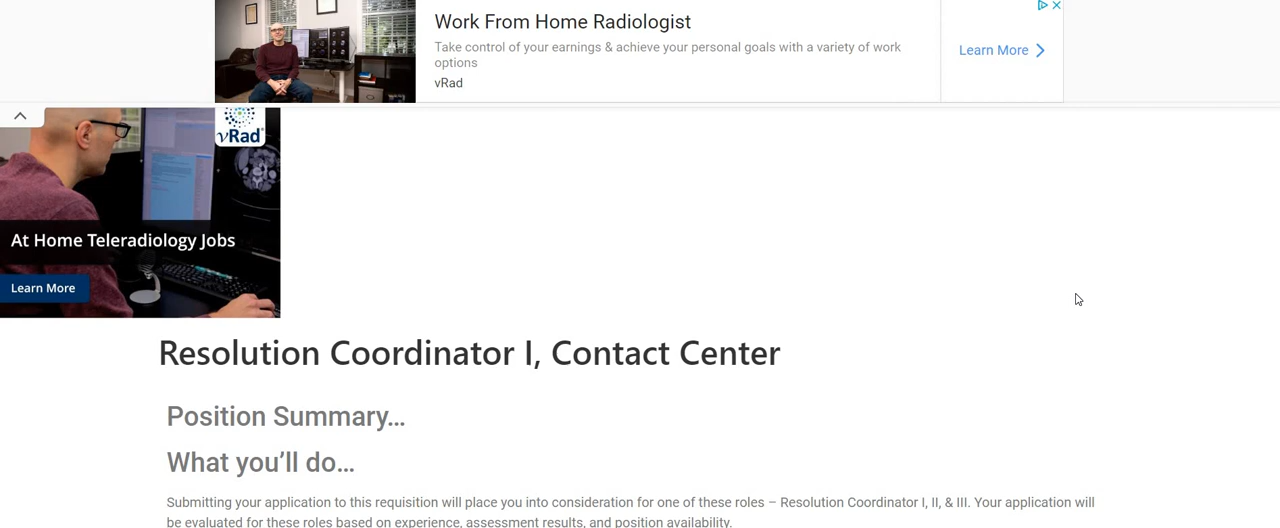 Work From Home Radiologist
Take control of your earnings & achieve your personal goals with a variety of work
options
vRad
Learn More
vRad
At Home Teleradiology Jobs
Learn More
Resolution Coordinator I, Contact Center
Position Summary…
What you’ll do…
Submitting your application to this requisition will place you into consideration for one of these roles – Resolution Coordinator I, II, & III. Your application will
be evaluated for these roles based on experience, assessment results, and position availability.